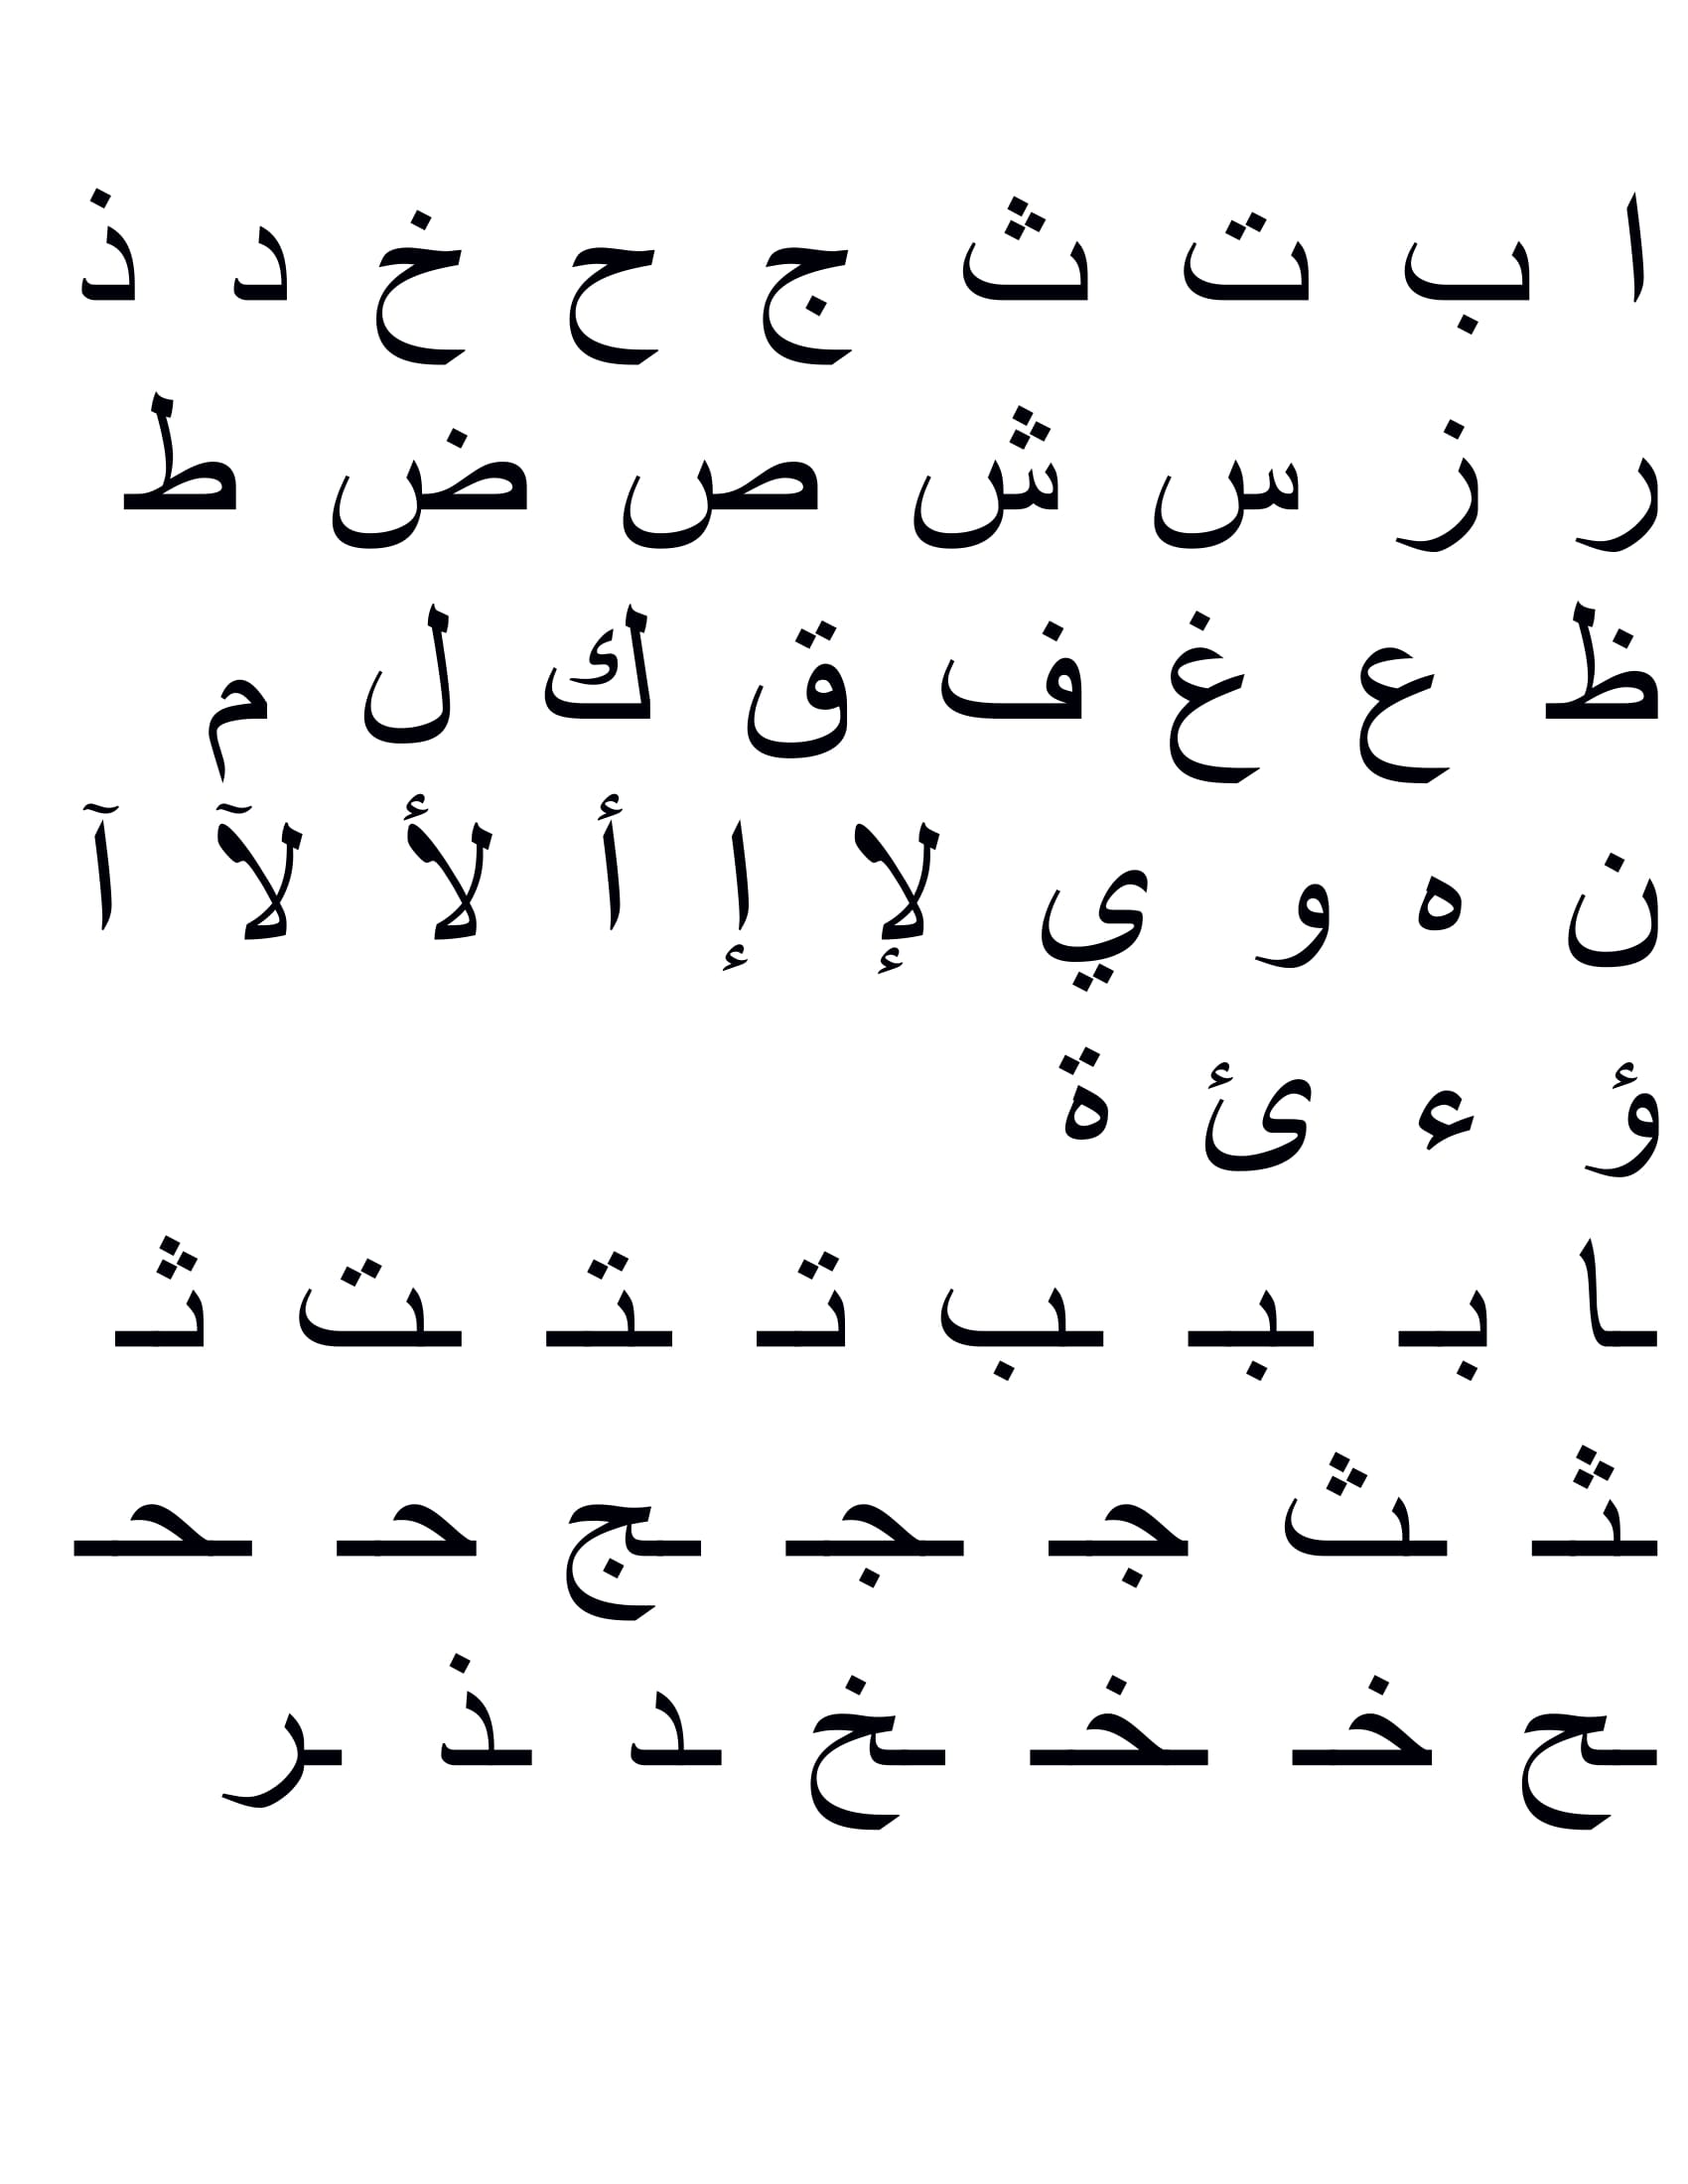 ا ب ت ث ج ح خ د ذ
ر ز س ش ص ض ط
ظ ع غ ف ق ك ل م
ن ه و ي لإ إ أ لأ لآ آ
ؤ ء ئ ة
ـا بـ ـبـ ـب تـ ـتـ ـت ثـ
ـثـ ـث جـ ـجـ ـج حـ ـحـ
ـح خـ ـخـ ـخ ـد ـذ ـر